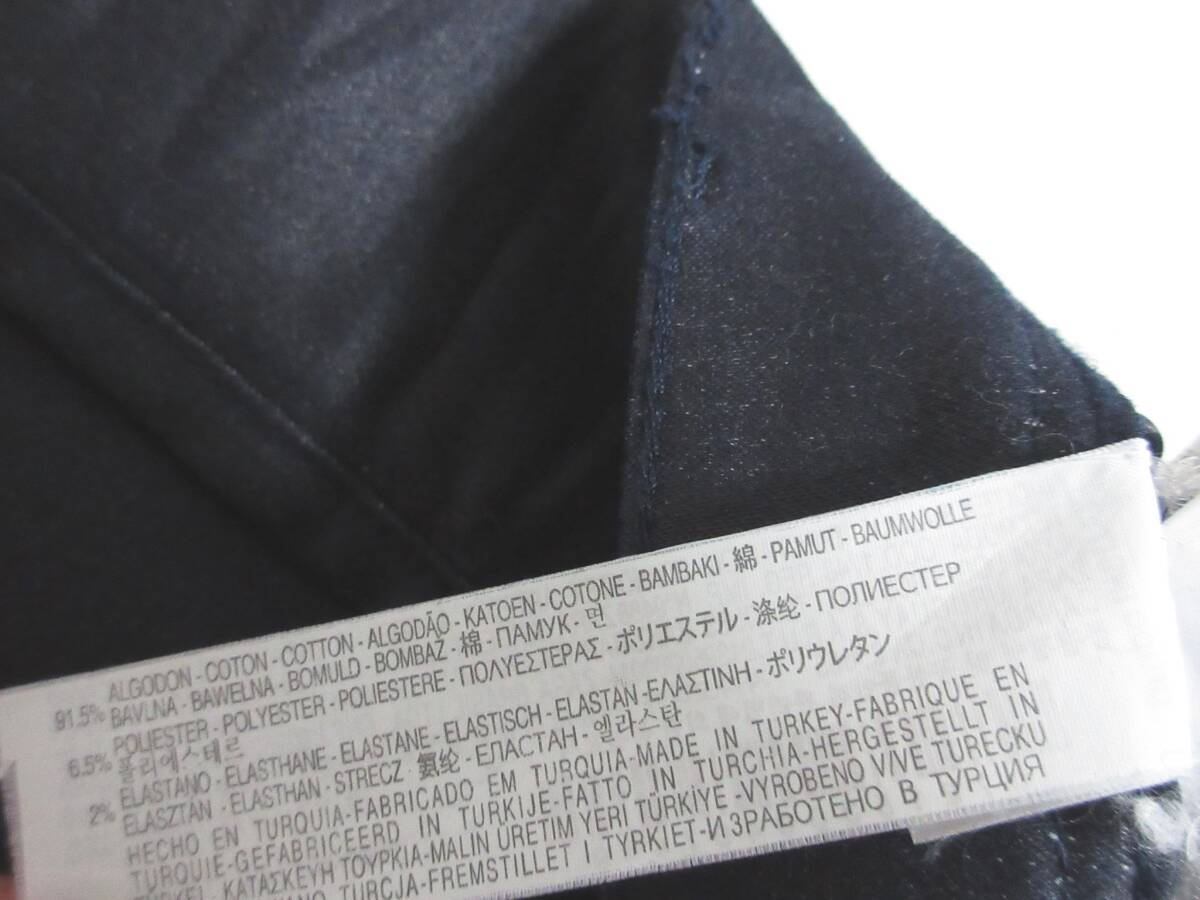 ALGODON - COTON - COTTON - ALGODÃO - KATOEN - COTONE - BAMBAKI - 綿 - PAMUT - BAUMWOLLE
91.5% BAVLNA - BAWEŁNA - BOMULD - BOMBAŽ - 棉 - ПАМУК - 면
POLIESTER - POLYESTER - POLIESTERE - ΠΟΛΥΕΣΤΕΡΑΣ - ポリエステル - 涤纶 - ПОЛИЕСТЕР
6.5% 폴리에스테르
ELASTANO - ELASTHANE - ELASTANE - ELASTISCH - ELASTAN - ΕΛΑΣΤΙΝΗ - ポリウレタン
2% ELASZTAN - ELASTHAN - STRECZ 氨纶 - ЕЛАСТАН - 엘라스탄
HECHO EN TURQUIA-FABRICADO EM TURQUIA-MADE IN TURKEY-FABRIQUE EN
TURQUIE-GEFABRICEERD IN TURKIJE-FATTO IN TURCHIA-HERGESTELLT IN
TURKEI - ΚΑΤΑΣΚΕΥΗ ΤΟΥΡΚΙΑ-MALIN ÜRETIM YERI TÜRKIYE -VYROBENO V/VE TURECKU
TURCJA-FREMSTILLET I TYRKIET-ИЗРАБОТЕНО В ТУРЦИЯ